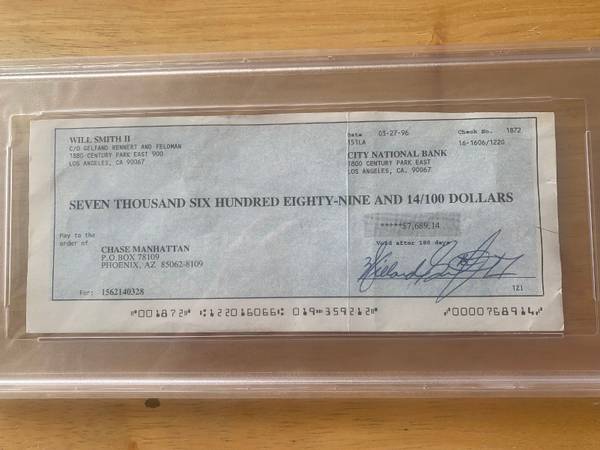 WILL SMITH II
C/O GELFAND RENNERT AND FELDMAN
1880 CENTURY PARK EAST 900
LOS ANGELES, CA 90067
Date 03-27-96 Check No. 1872
151LA 16-1606/1220
CITY NATIONAL BANK
1800 CENTURY PARK EAST
LOS ANGELES, CA. 90067
SEVEN THOUSAND SIX HUNDRED EIGHTY-NINE AND 14/100 DOLLARS
*****$7,689.14
Pay to the
order of
CHASE MANHATTAN
P.O.BOX 78109
PHOENIX, AZ 85062-8109
Void after 180 days
For: 1562140328
121
⑈001872⑈ ⑆122016066⑆ 019⑈359212⑈ ⑈0000768914⑈